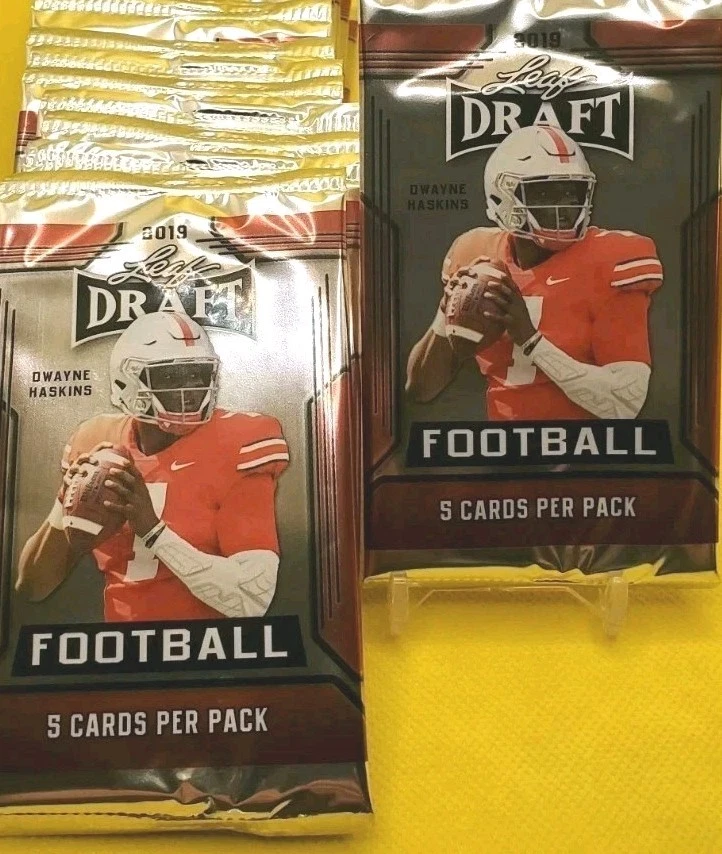 2019
Leaf
DRAFT
DWAYNE
HASKINS
FOOTBALL
5 CARDS PER PACK
2019
Leaf
DRAFT
DWAYNE
HASKINS
FOOTBALL
5 CARDS PER PACK